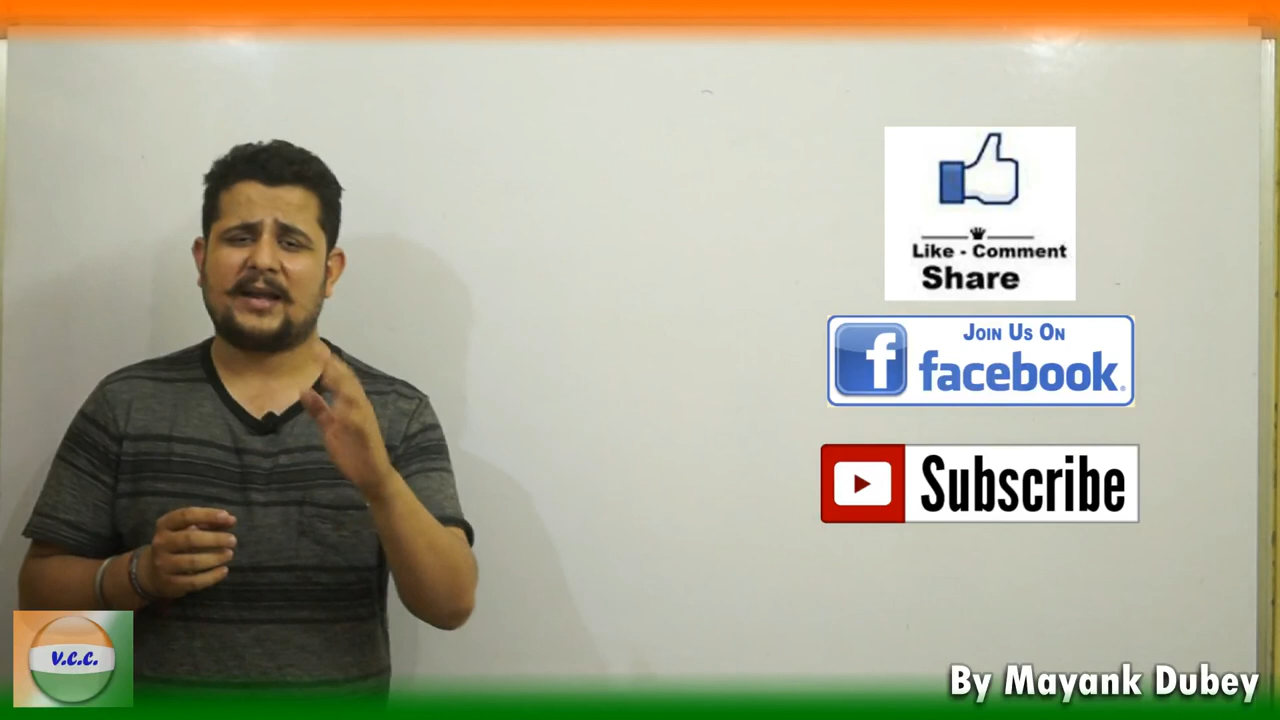 Like - Comment
Share
f
Join Us On
facebook.
Subscribe
V.C.C.
By Mayank Dubey